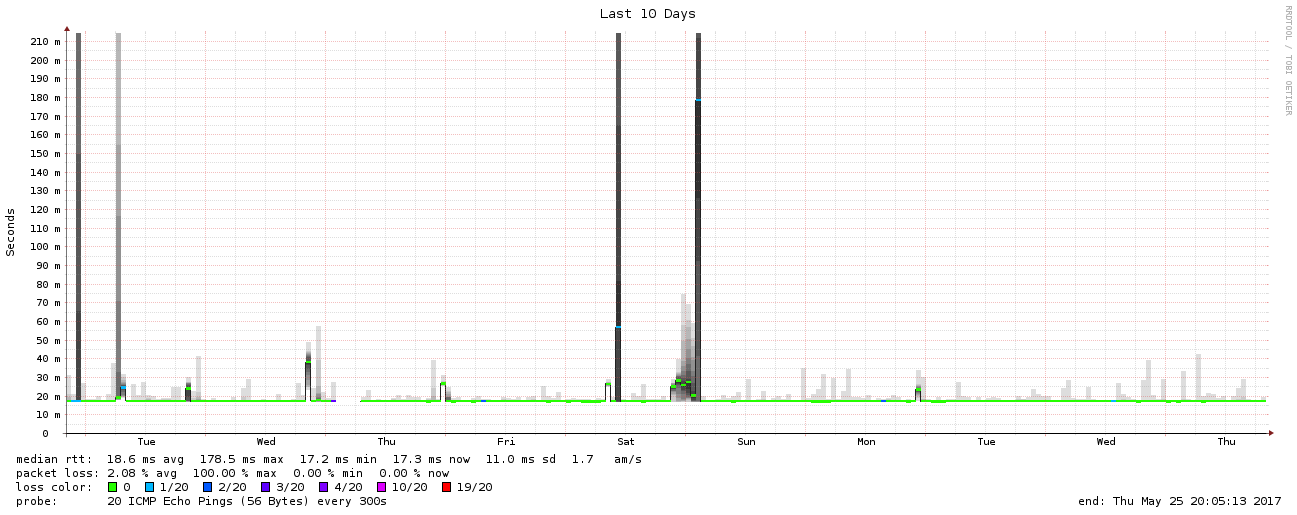 Last 10 Days
RRDTOOL / TOBI OETIKER
Seconds
210 m
200 m
190 m
180 m
170 m
160 m
150 m
140 m
130 m
120 m
110 m
100 m
90 m
80 m
70 m
60 m
50 m
40 m
30 m
20 m
10 m
0
Tue Wed Thu Fri Sat Sun Mon Tue Wed Thu
median rtt: 18.6 ms avg 178.5 ms max 17.2 ms min 17.3 ms now 11.0 ms sd 1.7 am/s
packet loss: 2.08 % avg 100.00 % max 0.00 % min 0.00 % now
loss color: 0 1/20 2/20 3/20 4/20 10/20 19/20
probe: 20 ICMP Echo Pings (56 Bytes) every 300s end: Thu May 25 20:05:13 2017